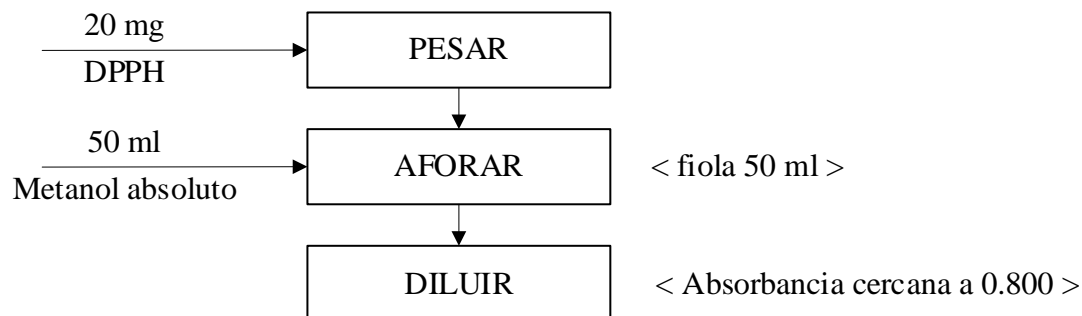 20 mg
DPPH
PESAR
50 ml
Metanol absoluto
AFORAR
< fiola 50 ml >
DILUIR
< Absorbancia cercana a 0.800 >